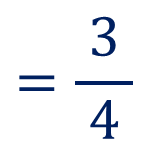 = 3/4